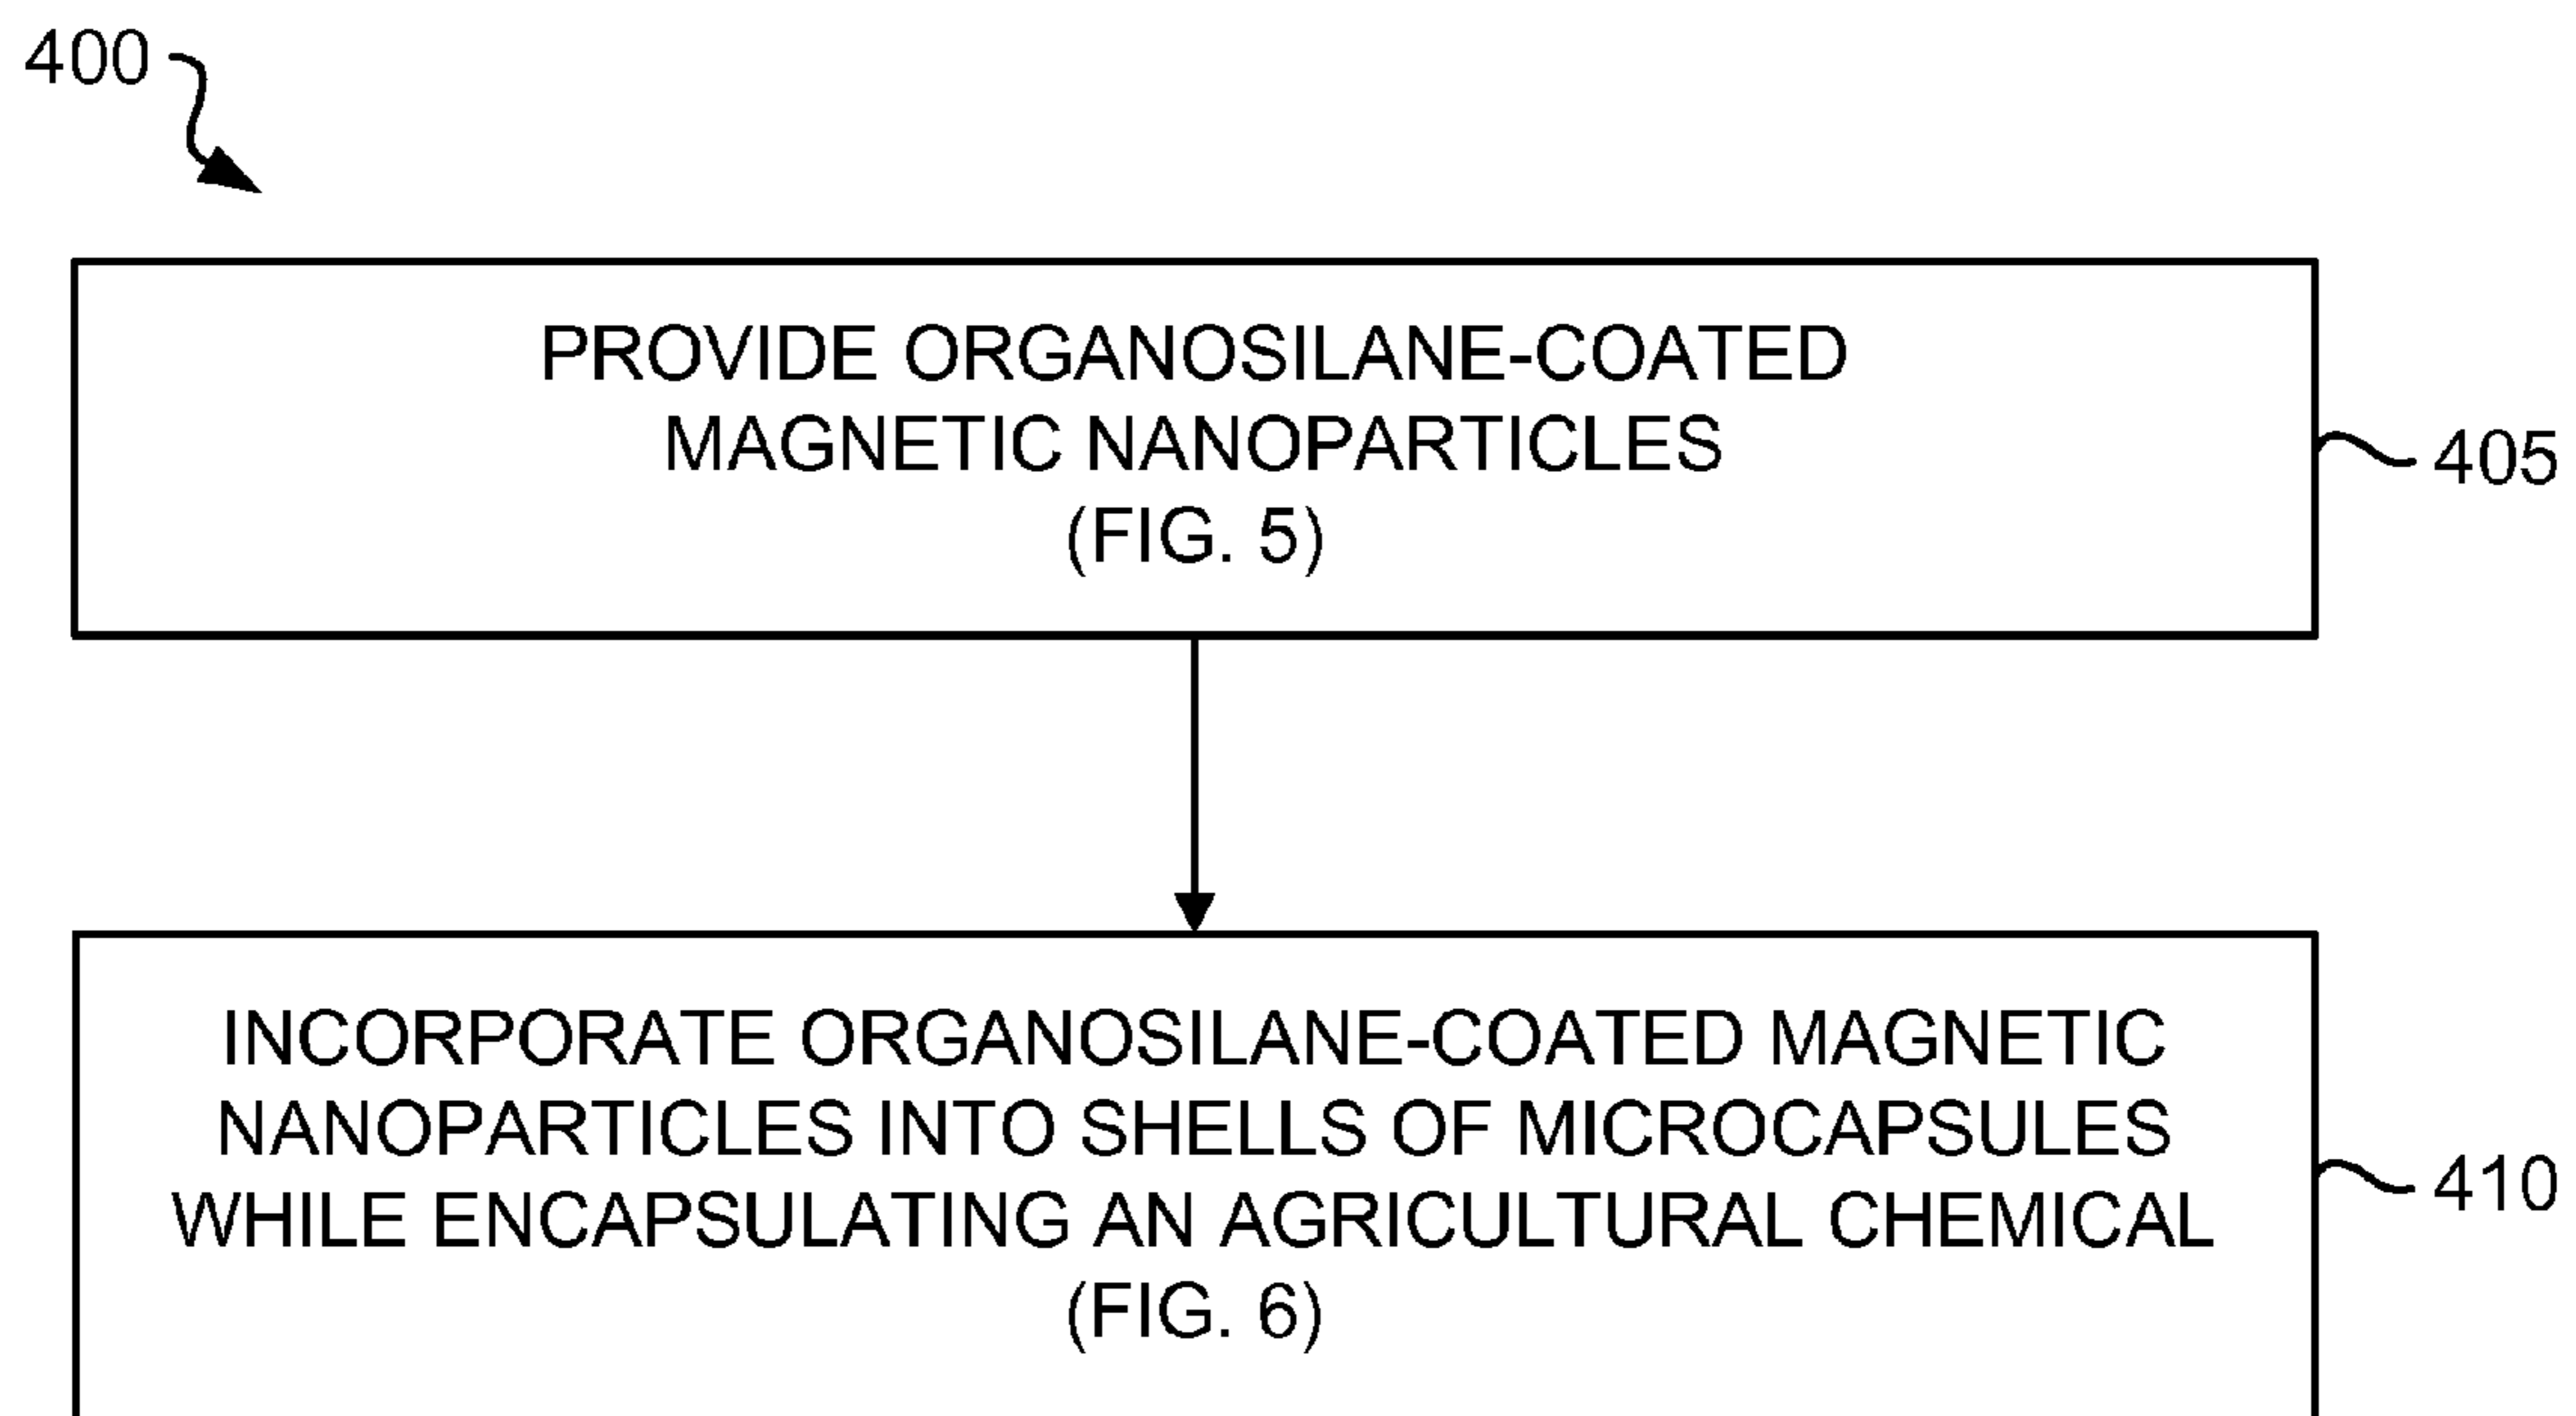 400
PROVIDE ORGANOSILANE-COATED
MAGNETIC NANOPARTICLES
(FIG. 5)
405
INCORPORATE ORGANOSILANE-COATED MAGNETIC
NANOPARTICLES INTO SHELLS OF MICROCAPSULES
WHILE ENCAPSULATING AN AGRICULTURAL CHEMICAL
(FIG. 6)
410